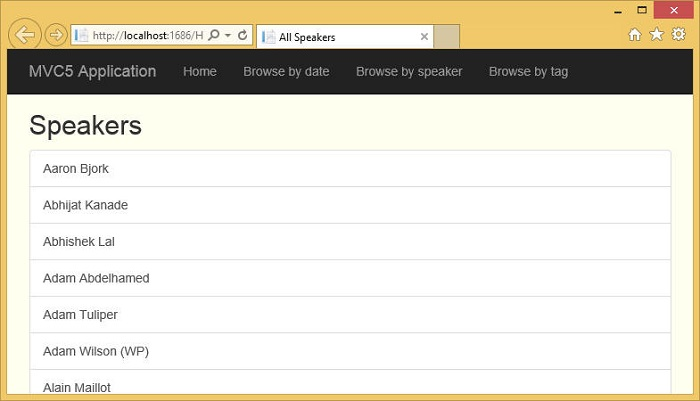 http://localhost:1686/H
All Speakers
MVC5 Application Home Browse by date Browse by speaker Browse by tag
Speakers
Aaron Bjork
Abhijat Kanade
Abhishek Lal
Adam Abdelhamed
Adam Tuliper
Adam Wilson (WP)
Alain Maillot